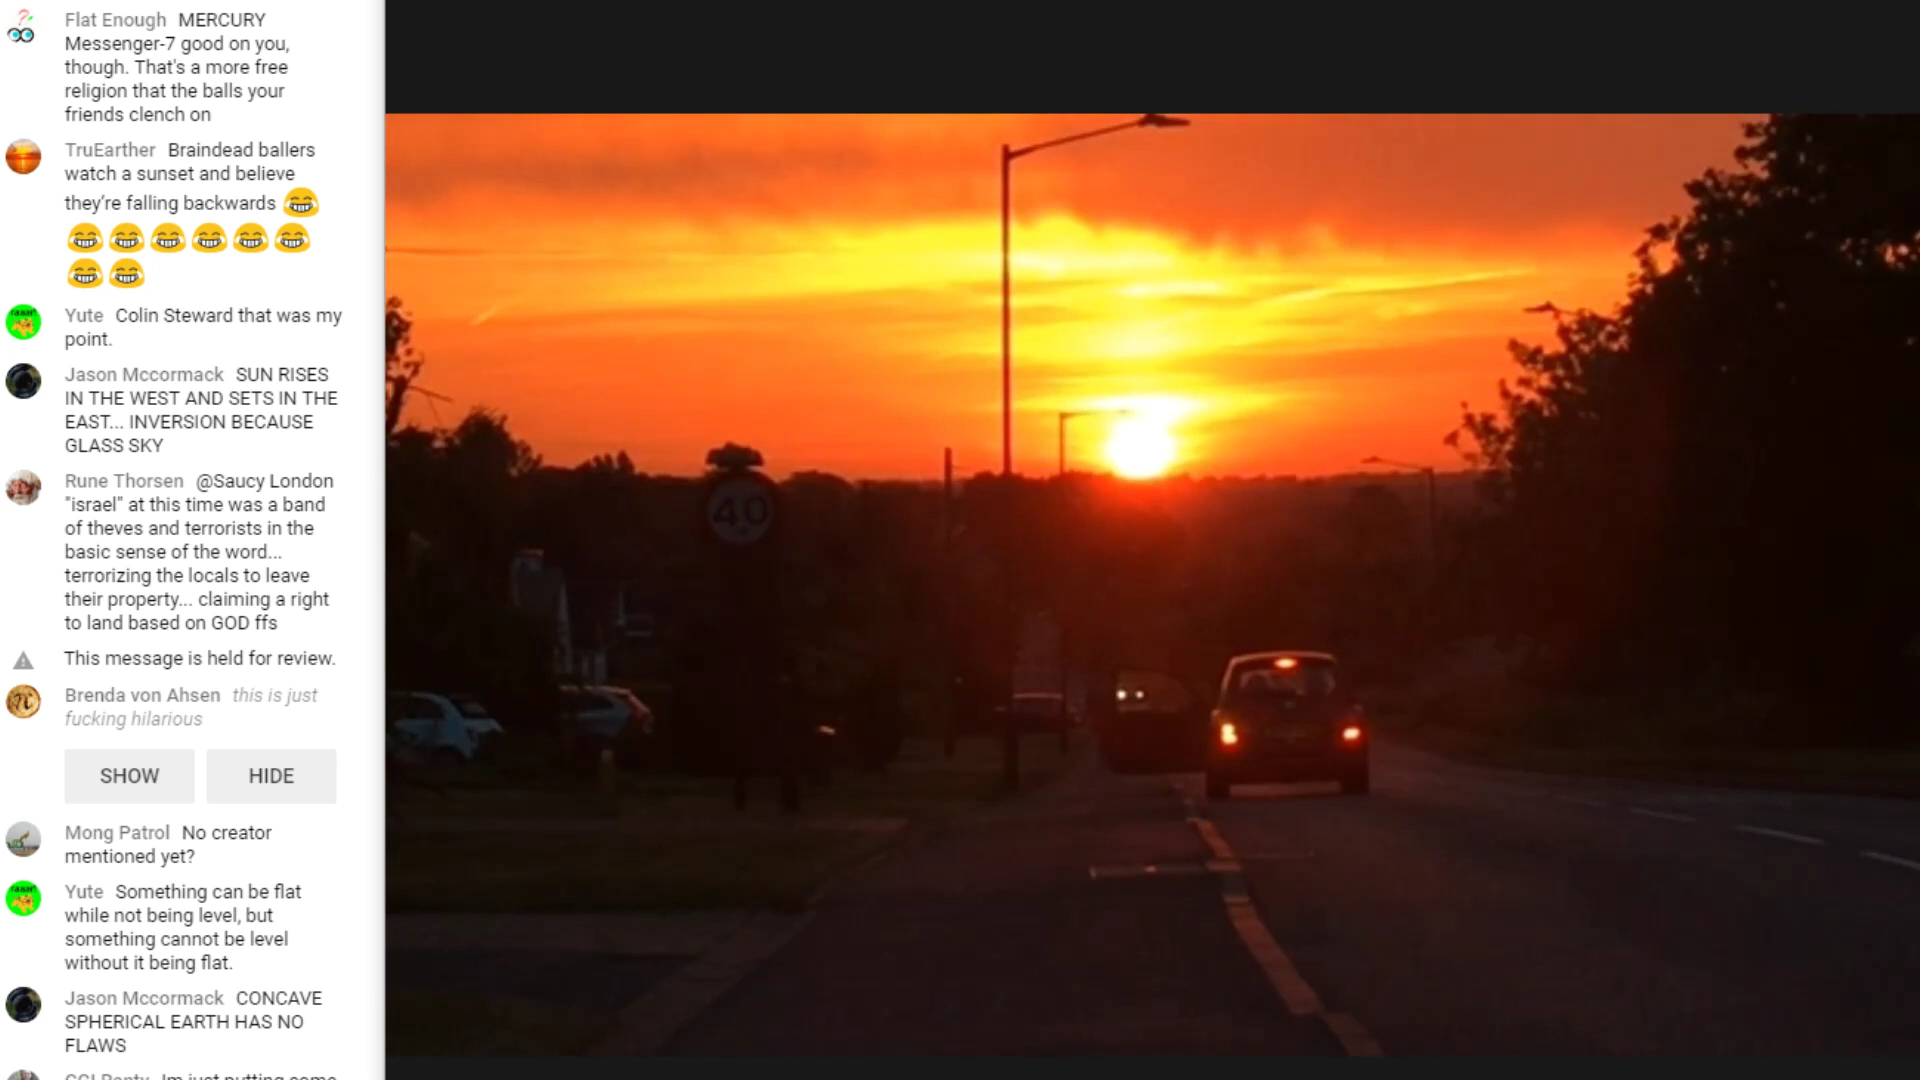 Flat Enough MERCURY
Messenger-7 good on you,
though. That's a more free
religion that the balls your
friends clench on
TruEarther Braindead ballers
watch a sunset and believe
they're falling backwards 😂
😂😂😂😂😂😂
😂😂
Yute Colin Steward that was my
point.
Jason Mccormack SUN RISES
IN THE WEST AND SETS IN THE
EAST... INVERSION BECAUSE
GLASS SKY
Rune Thorsen @Saucy London
"israel" at this time was a band
of theves and terrorists in the
basic sense of the word...
terrorizing the locals to leave
their property... claiming a right
to land based on GOD ffs
This message is held for review.
Brenda von Ahsen this is just
fucking hilarious
SHOW HIDE
Mong Patrol No creator
mentioned yet?
Yute Something can be flat
while not being level, but
something cannot be level
without it being flat.
Jason Mccormack CONCAVE
SPHERICAL EARTH HAS NO
FLAWS
40